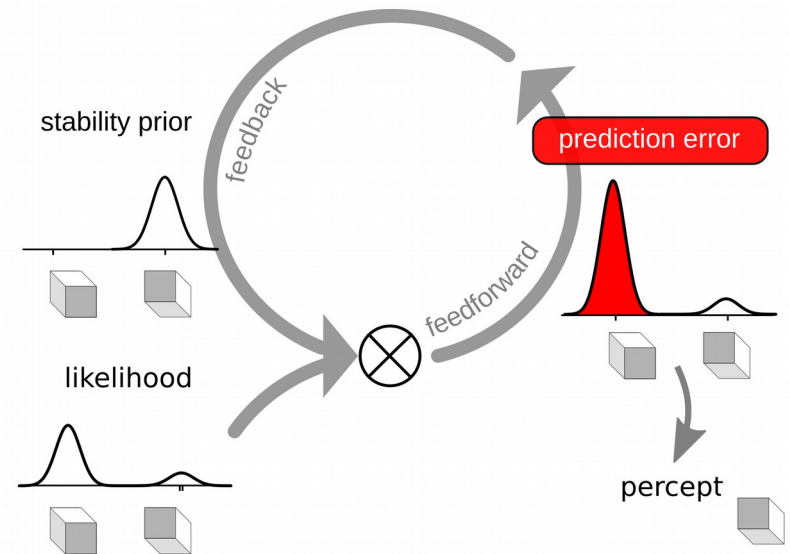 stability prior
feedback
prediction error
feedforward
likelihood
percept